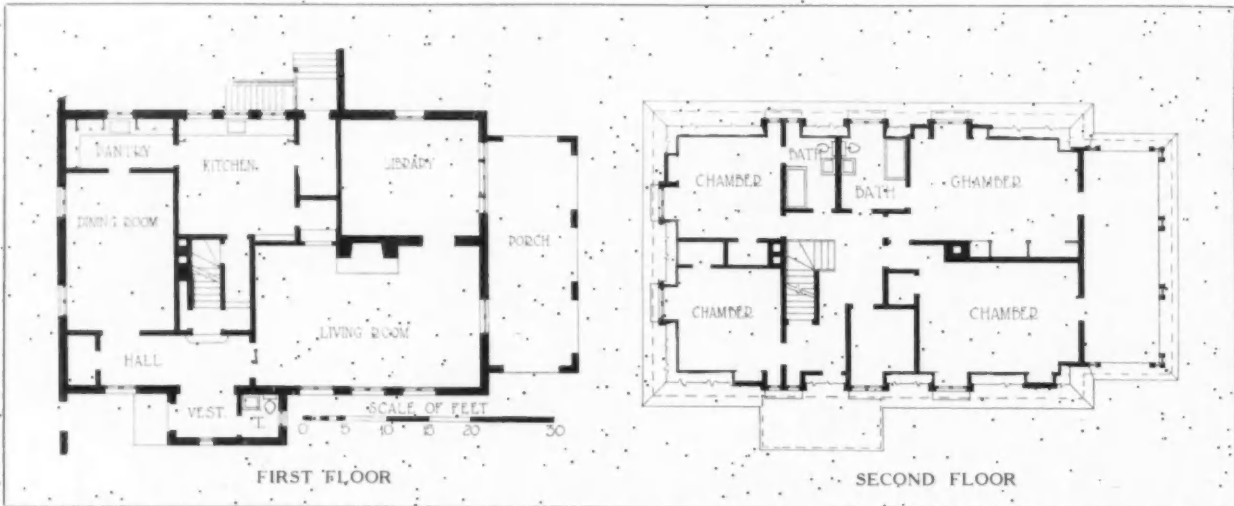 PANTRY
KITCHEN
LIBRARY
DINING ROOM
PORCH
LIVING ROOM
HALL
VEST.
T.
SCALE OF FEET
0 5 10 15 20 30
FIRST FLOOR
CHAMBER
BATH
BATH
CHAMBER
CHAMBER
CHAMBER
SECOND FLOOR